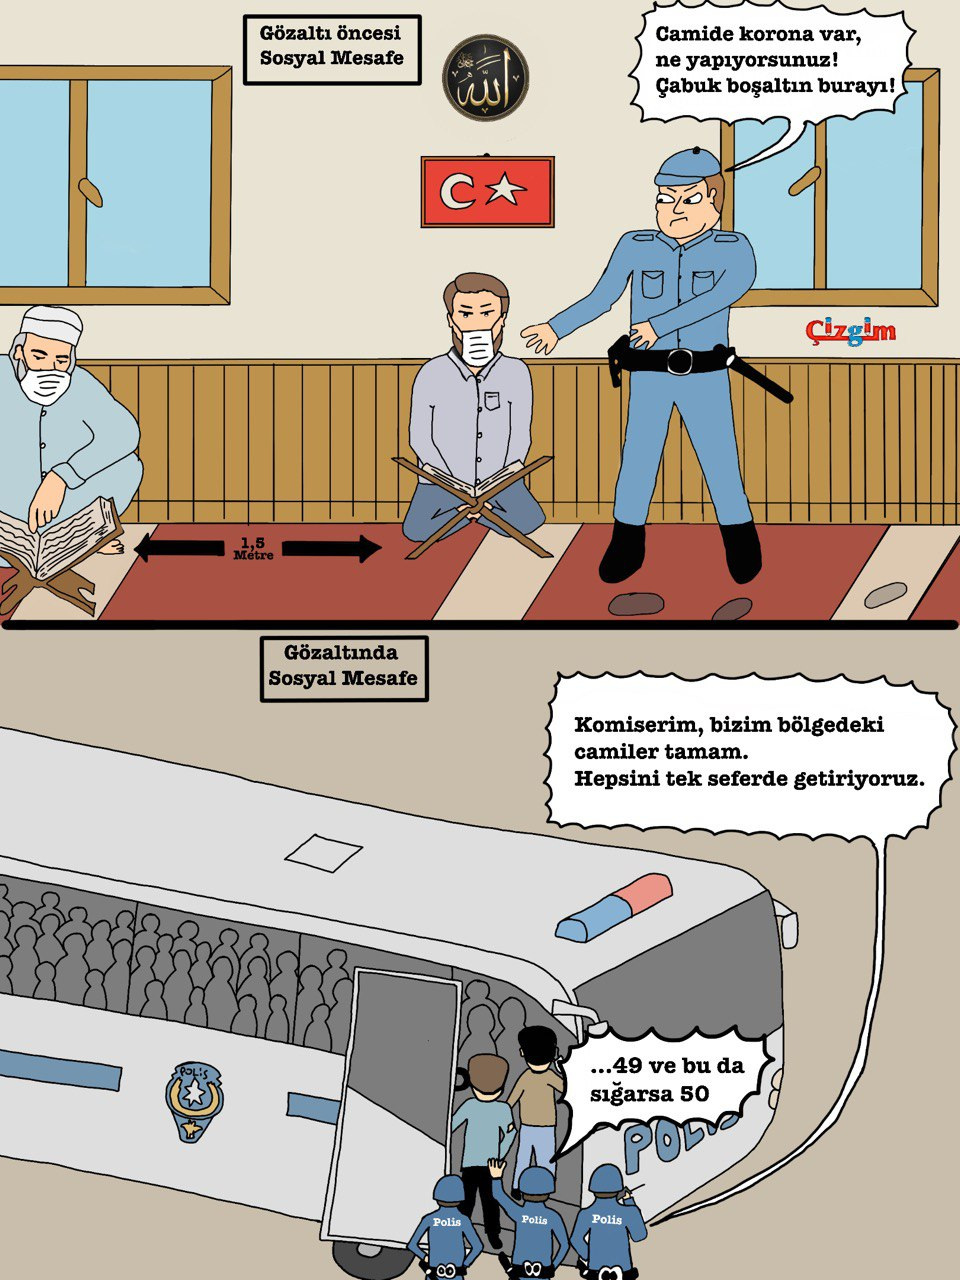 Gözaltı öncesi
Sosyal Mesafe
الله
Camide korona var,
ne yapıyorsunuz!
Çabuk boşaltın burayı!
Çizgim
1,5
Metre
Gözaltında
Sosyal Mesafe
Komiserim, bizim bölgedeki
camiler tamam.
Hepsini tek seferde getiriyoruz.
POLİS
...49 ve bu da
sığarsa 50
POLİS
Polis
Polis
Polis